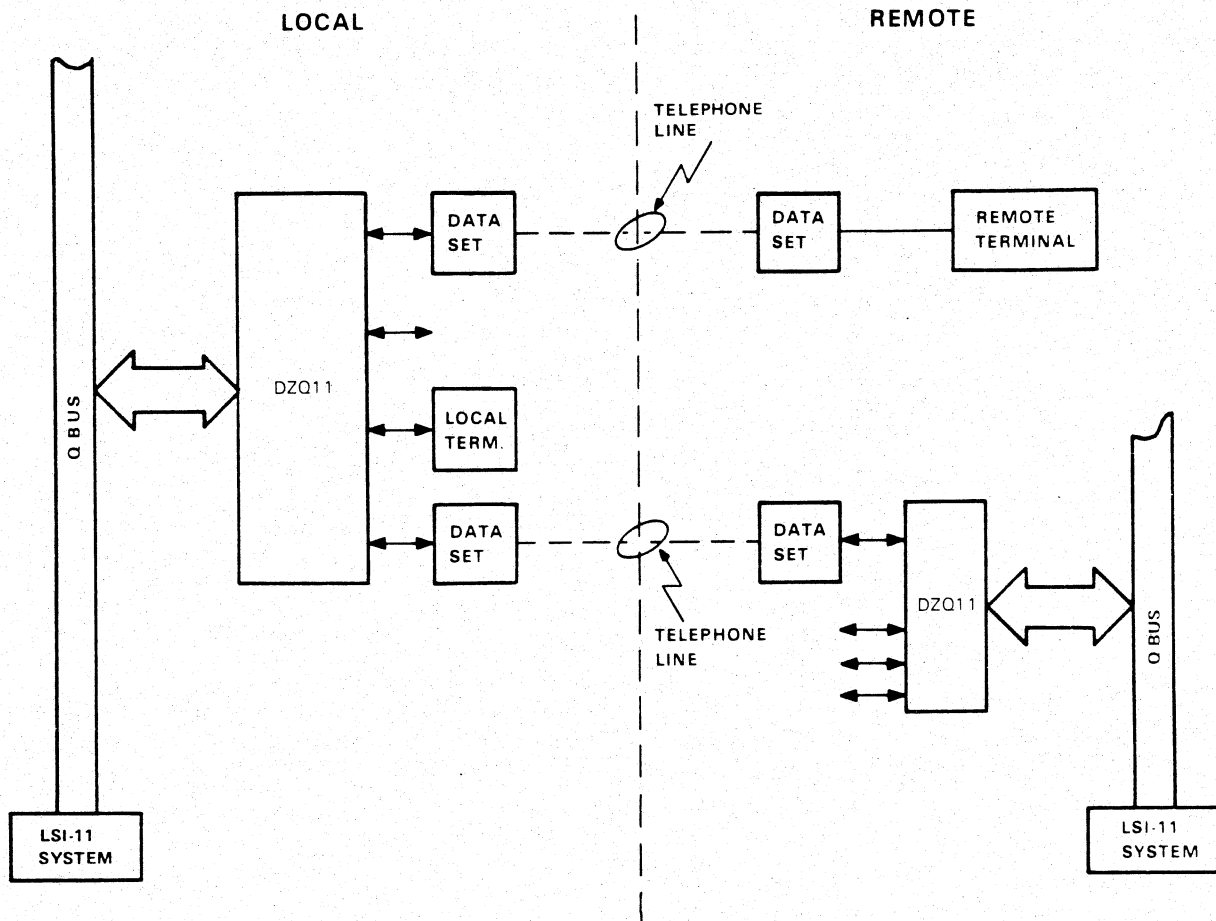 LOCAL
REMOTE
TELEPHONE
LINE
DATA
SET
DATA
SET
REMOTE
TERMINAL
Q BUS
DZQ11
LOCAL
TERM.
DATA
SET
DATA
SET
DZQ11
Q BUS
TELEPHONE
LINE
LSI-11
SYSTEM
LSI-11
SYSTEM